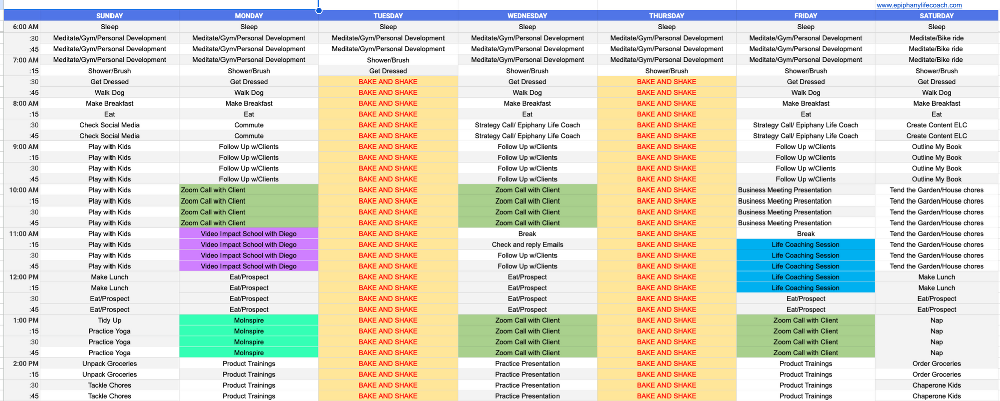 www.epiphanylifecoach.com
SUNDAY MONDAY TUESDAY WEDNESDAY THURSDAY FRIDAY SATURDAY
6:00 AM Sleep Sleep Sleep Sleep Sleep Sleep Sleep
:30 Meditate/Gym/Personal Development Meditate/Gym/Personal Development Meditate/Gym/Personal Development Meditate/Gym/Personal Development Meditate/Gym/Personal Development Meditate/Gym/Personal Development Meditate/Bike ride
:45 Meditate/Gym/Personal Development Meditate/Gym/Personal Development Meditate/Gym/Personal Development Meditate/Gym/Personal Development Meditate/Gym/Personal Development Meditate/Gym/Personal Development Meditate/Bike ride
7:00 AM Meditate/Gym/Personal Development Meditate/Gym/Personal Development Shower/Brush Meditate/Gym/Personal Development Meditate/Gym/Personal Development Meditate/Gym/Personal Development Meditate/Bike ride
:15 Shower/Brush Shower/Brush Get Dressed Shower/Brush Shower/Brush Shower/Brush Shower/Brush
:30 Get Dressed Get Dressed BAKE AND SHAKE Get Dressed BAKE AND SHAKE Get Dressed Get Dressed
:45 Walk Dog Walk Dog BAKE AND SHAKE Walk Dog BAKE AND SHAKE Walk Dog Walk Dog
8:00 AM Make Breakfast Make Breakfast BAKE AND SHAKE Make Breakfast BAKE AND SHAKE Make Breakfast Make Breakfast
:15 Eat Eat BAKE AND SHAKE Eat BAKE AND SHAKE Eat Eat
:30 Check Social Media Commute BAKE AND SHAKE Strategy Call/ Epiphany Life Coach BAKE AND SHAKE Strategy Call/ Epiphany Life Coach Create Content ELC
:45 Check Social Media Commute BAKE AND SHAKE Strategy Call/ Epiphany Life Coach BAKE AND SHAKE Strategy Call/ Epiphany Life Coach Create Content ELC
9:00 AM Play with Kids Follow Up w/Clients BAKE AND SHAKE Follow Up w/Clients BAKE AND SHAKE Follow Up w/Clients Outline My Book
:15 Play with Kids Follow Up w/Clients BAKE AND SHAKE Follow Up w/Clients BAKE AND SHAKE Follow Up w/Clients Outline My Book
:30 Play with Kids Follow Up w/Clients BAKE AND SHAKE Follow Up w/Clients BAKE AND SHAKE Follow Up w/Clients Outline My Book
:45 Play with Kids Follow Up w/Clients BAKE AND SHAKE Follow Up w/Clients BAKE AND SHAKE Follow Up w/Clients Outline My Book
10:00 AM Play with Kids Zoom Call with Client BAKE AND SHAKE Zoom Call with Client BAKE AND SHAKE Business Meeting Presentation Tend the Garden/House chores
:15 Play with Kids Zoom Call with Client BAKE AND SHAKE Zoom Call with Client BAKE AND SHAKE Business Meeting Presentation Tend the Garden/House chores
:30 Play with Kids Zoom Call with Client BAKE AND SHAKE Zoom Call with Client BAKE AND SHAKE Business Meeting Presentation Tend the Garden/House chores
:45 Play with Kids Zoom Call with Client BAKE AND SHAKE Zoom Call with Client BAKE AND SHAKE Business Meeting Presentation Tend the Garden/House chores
11:00 AM Play with Kids Video Impact School with Diego BAKE AND SHAKE Break BAKE AND SHAKE Break Tend the Garden/House chores
:15 Play with Kids Video Impact School with Diego BAKE AND SHAKE Check and reply Emails BAKE AND SHAKE Life Coaching Session Tend the Garden/House chores
:30 Play with Kids Video Impact School with Diego BAKE AND SHAKE Follow Up w/Clients BAKE AND SHAKE Life Coaching Session Tend the Garden/House chores
:45 Play with Kids Video Impact School with Diego BAKE AND SHAKE Follow Up w/Clients BAKE AND SHAKE Life Coaching Session Tend the Garden/House chores
12:00 PM Make Lunch Eat/Prospect BAKE AND SHAKE Eat/Prospect BAKE AND SHAKE Life Coaching Session Make Lunch
:15 Make Lunch Eat/Prospect BAKE AND SHAKE Eat/Prospect BAKE AND SHAKE Life Coaching Session Make Lunch
:30 Eat/Prospect Eat/Prospect BAKE AND SHAKE Eat/Prospect BAKE AND SHAKE Eat/Prospect Eat/Prospect
:45 Eat/Prospect Eat/Prospect BAKE AND SHAKE Eat/Prospect BAKE AND SHAKE Eat/Prospect Eat/Prospect
1:00 PM Tidy Up MoInspire BAKE AND SHAKE Zoom Call with Client BAKE AND SHAKE Zoom Call with Client Nap
:15 Practice Yoga MoInspire BAKE AND SHAKE Zoom Call with Client BAKE AND SHAKE Zoom Call with Client Nap
:30 Practice Yoga MoInspire BAKE AND SHAKE Zoom Call with Client BAKE AND SHAKE Zoom Call with Client Nap
:45 Practice Yoga MoInspire BAKE AND SHAKE Zoom Call with Client BAKE AND SHAKE Zoom Call with Client Nap
2:00 PM Unpack Groceries Product Trainings BAKE AND SHAKE Practice Presentation BAKE AND SHAKE Product Trainings Order Groceries
:15 Unpack Groceries Product Trainings BAKE AND SHAKE Practice Presentation BAKE AND SHAKE Product Trainings Order Groceries
:30 Tackle Chores Product Trainings BAKE AND SHAKE Practice Presentation BAKE AND SHAKE Product Trainings Chaperone Kids
:45 Tackle Chores Product Trainings BAKE AND SHAKE Practice Presentation BAKE AND SHAKE Product Trainings Chaperone Kids